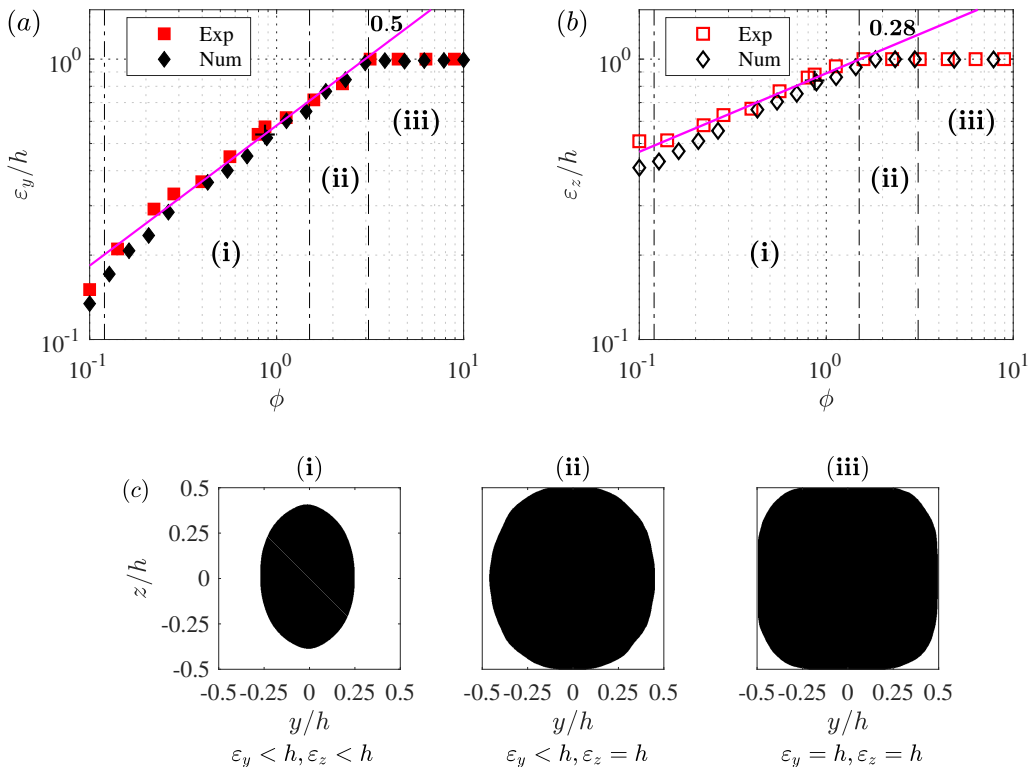 (a)
0.5
10^0
Exp
Num
ε_y/h
(iii)
(ii)
(i)
10^-1
10^-1
10^0
10^1
ϕ
(b)
0.28
10^0
Exp
Num
ε_z/h
(iii)
(ii)
(i)
10^-1
10^-1
10^0
10^1
ϕ
(c)
(i)
(ii)
(iii)
0.5
0.25
0
-0.25
-0.5
z/h
-0.5 -0.25 0 0.25 0.5
-0.5 -0.25 0 0.25 0.5
-0.5 -0.25 0 0.25 0.5
y/h
y/h
y/h
ε_y < h, ε_z < h
ε_y < h, ε_z = h
ε_y = h, ε_z = h